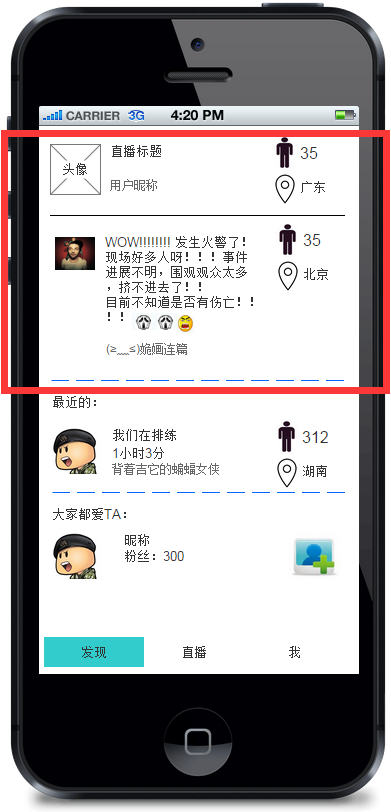 CARRIER 3G 4:20 PM
头像
直播标题
35
用户昵称
广东
WOW!!!!!!!! 发生火警了！
现场好多人呀！！！事件
进展不明，围观观众太多
，挤不进去了！！
目前不知道是否有伤亡！！
！！
35
北京
(≥﹏≤)婏嬑连篇
最近的：
我们在排练
1小时3分
背着吉它的蝙蝠女侠
312
湖南
大家都爱TA：
昵称
粉丝：300
发现
直播
我